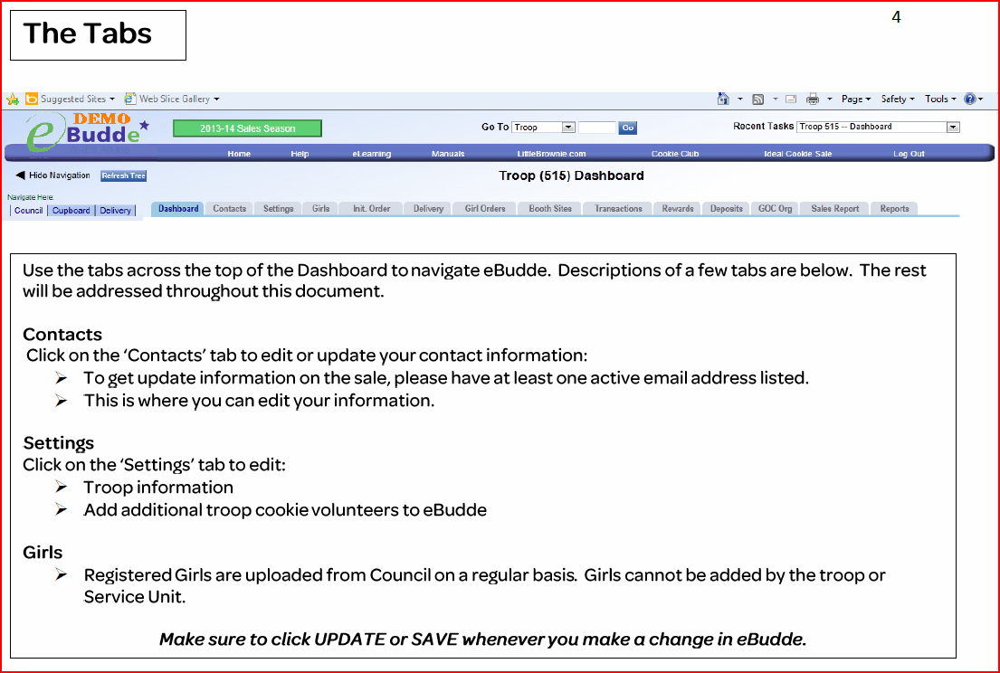 The Tabs
4
Suggested Sites Web Slice Gallery Page Safety Tools
eBudde DEMO
2013-14 Sales Season
Go To Troop Go
Recent Tasks Troop 515 -- Dashboard
Home Help eLearning Manuals LittleBrownie.com Cookie Club Ideal Cookie Sale Log Out
Hide Navigation Refresh Tree Troop (515) Dashboard
Navigate Here:
| Council | Cupboard | Delivery |
Dashboard Contacts Settings Girls Init. Order Delivery Girl Orders Booth Sites Transactions Rewards Deposits GOC Org Sales Report Reports
Use the tabs across the top of the Dashboard to navigate eBudde. Descriptions of a few tabs are below. The rest
will be addressed throughout this document.
Contacts
Click on the ‘Contacts’ tab to edit or update your contact information:
➢ To get update information on the sale, please have at least one active email address listed.
➢ This is where you can edit your information.
Settings
Click on the ‘Settings’ tab to edit:
➢ Troop information
➢ Add additional troop cookie volunteers to eBudde
Girls
➢ Registered Girls are uploaded from Council on a regular basis. Girls cannot be added by the troop or
Service Unit.
Make sure to click UPDATE or SAVE whenever you make a change in eBudde.